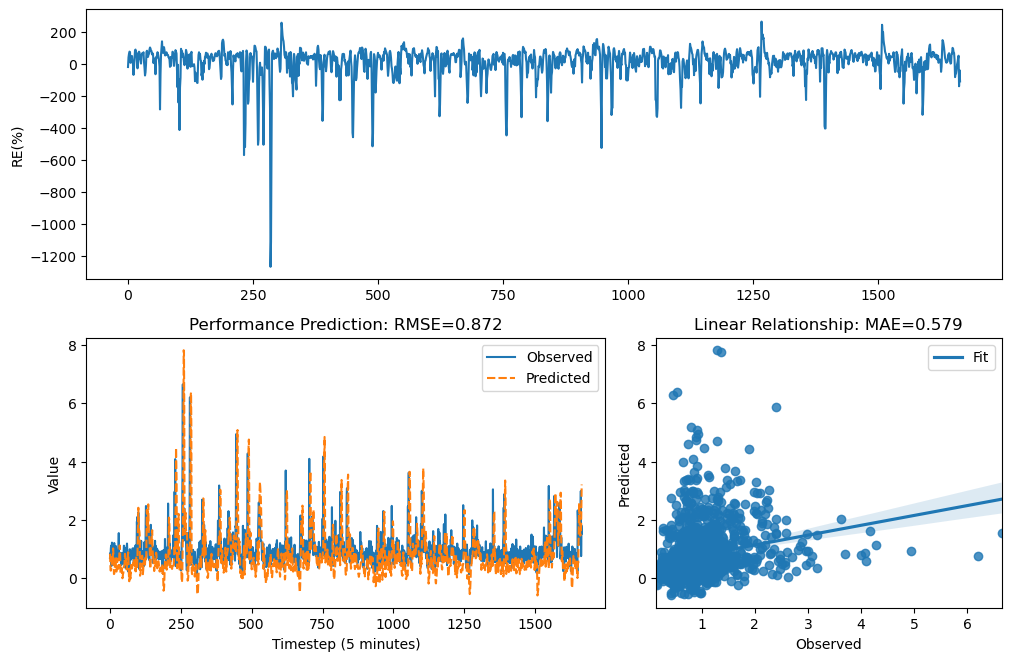 200
0
−200
−400
−600
−800
−1000
−1200
RE(%)
0 250 500 750 1000 1250 1500
Performance Prediction: RMSE=0.872
8
6
4
2
0
Value
Observed
Predicted
0 250 500 750 1000 1250 1500
Timestep (5 minutes)
Linear Relationship: MAE=0.579
8
6
4
2
0
Predicted
Fit
1 2 3 4 5 6
Observed